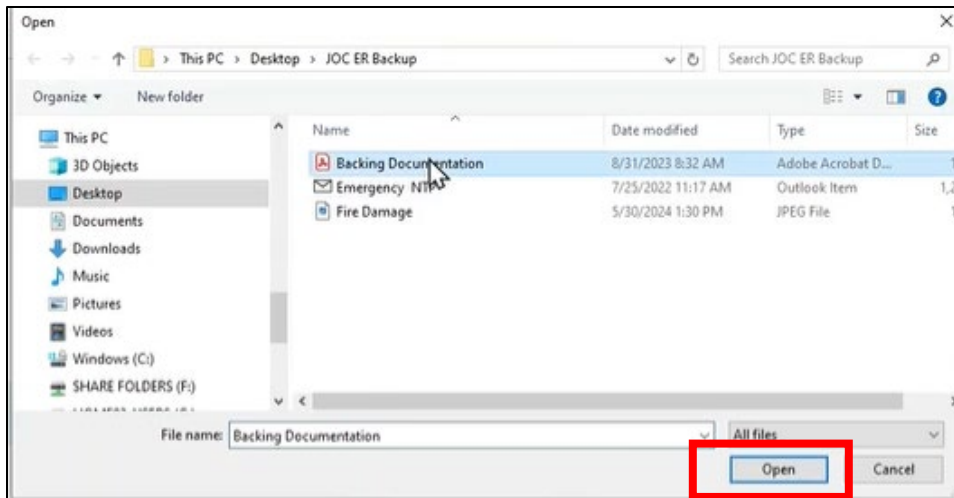 Open
This PC > Desktop > JOC ER Backup
Search JOC ER Backup
Organize
New folder
Name
Date modified
Type
Size
This PC
3D Objects
Desktop
Documents
Downloads
Music
Pictures
Videos
Windows (C:)
SHARE FOLDERS (F:)
Backing Documentation 8/31/2023 8:32 AM Adobe Acrobat D...
Emergency 7/25/2022 11:17 AM Outlook Item
Fire Damage 5/30/2024 1:30 PM JPEG File
File name: Backing Documentation
All files
Open
Cancel